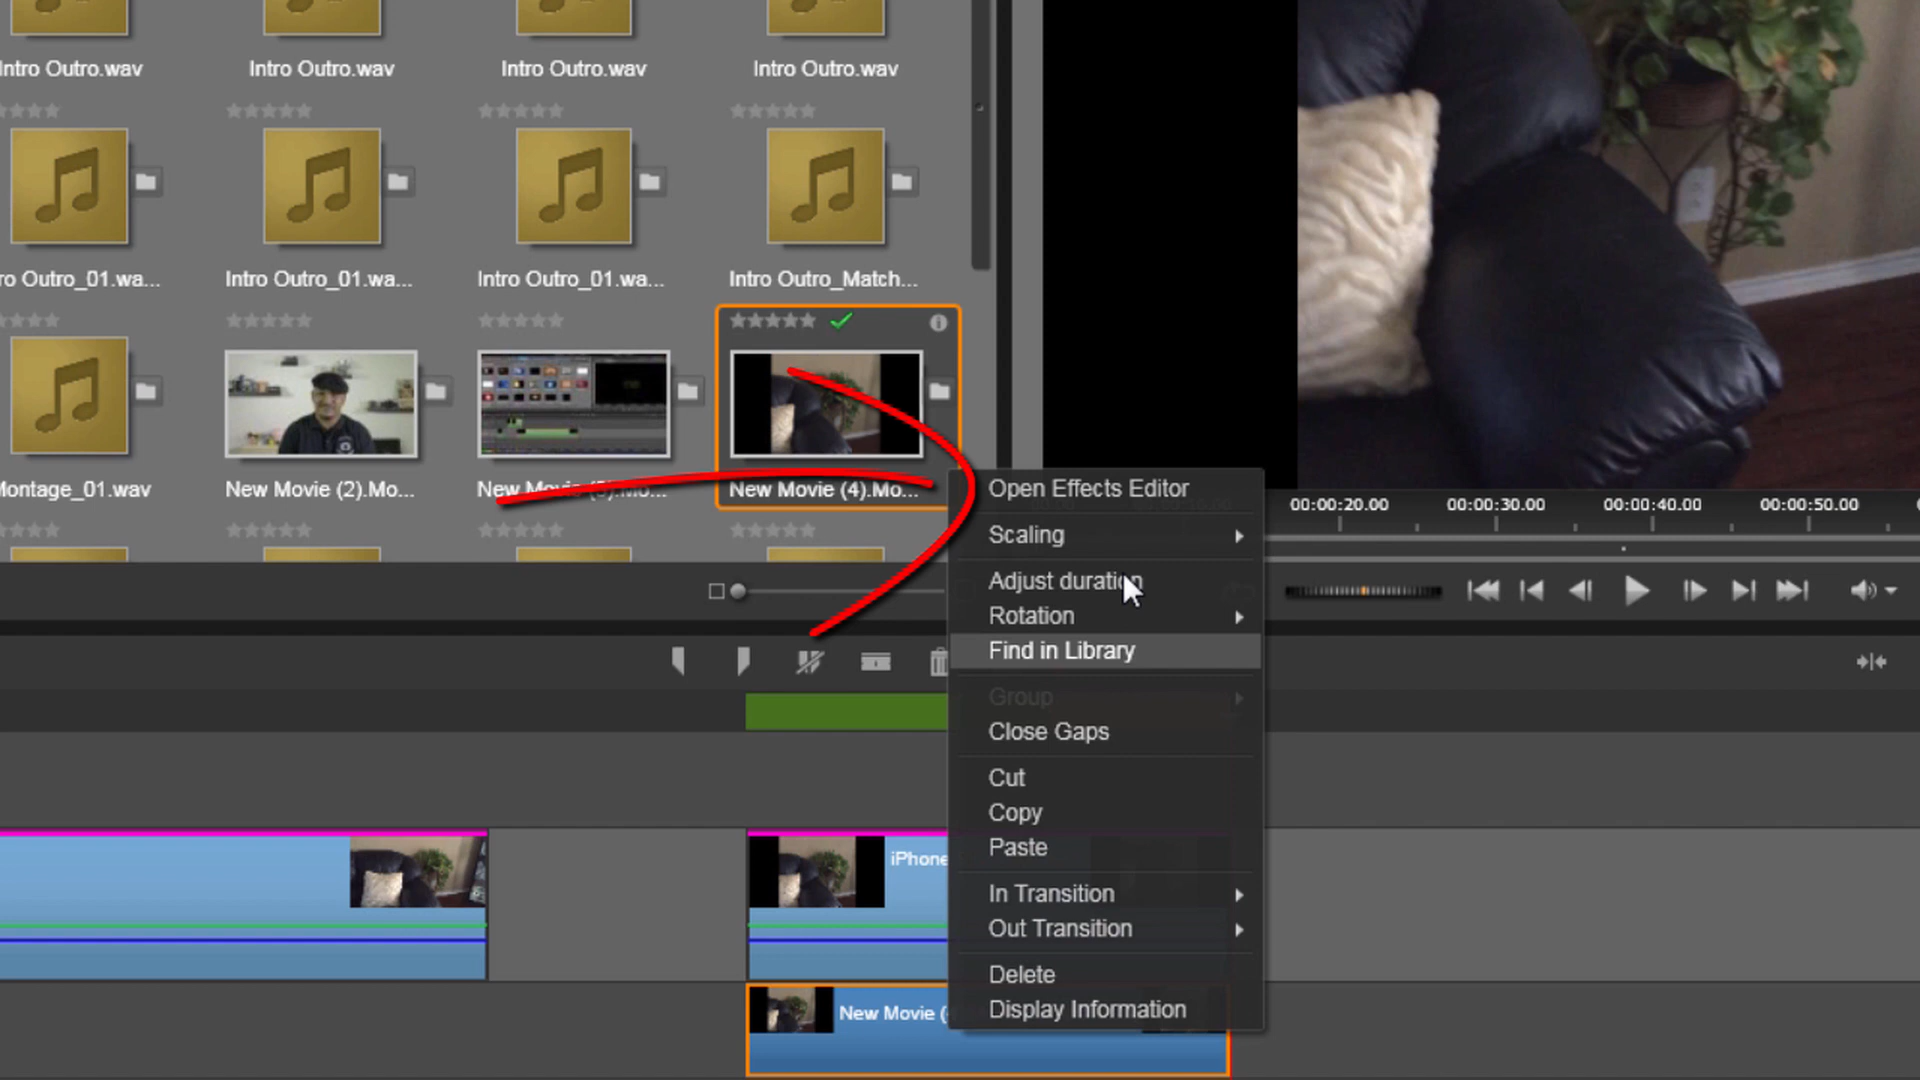 Intro Outro.wav
Intro Outro.wav
Intro Outro.wav
Intro Outro.wav
ro Outro_01.wa...
Intro Outro_01.wa...
Intro Outro_01.wa...
Intro Outro_Match...
Montage_01.wav
New Movie (2).Mo...
New Movie (3).Mo...
New Movie (4).Mo...
00:00:20.00
00:00:30.00
00:00:40.00
00:00:50.00
Open Effects Editor
Scaling
Adjust duration
Rotation
Find in Library
Group
Close Gaps
Cut
Copy
Paste
In Transition
Out Transition
Delete
Display Information
iPhone
New Movie (